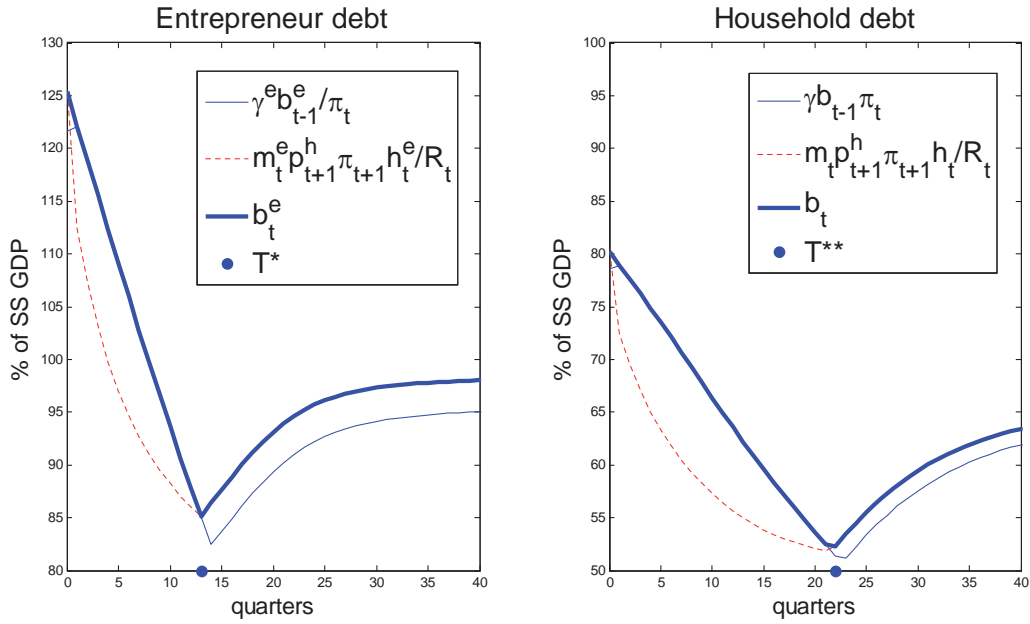 Entrepreneur debt
130
125
120
115
110
105
100
95
90
85
80
% of SS GDP
0 5 10 15 20 25 30 35 40
quarters
γ^e b^e_{t-1}/π_t
m^e_t p^h_{t+1} π_{t+1} h^e_t/R_t
b^e_t
T*
Household debt
100
95
90
85
80
75
70
65
60
55
50
% of SS GDP
0 5 10 15 20 25 30 35 40
quarters
γb_{t-1} π_t
m_t p^h_{t+1} π_{t+1} h_t/R_t
b_t
T**